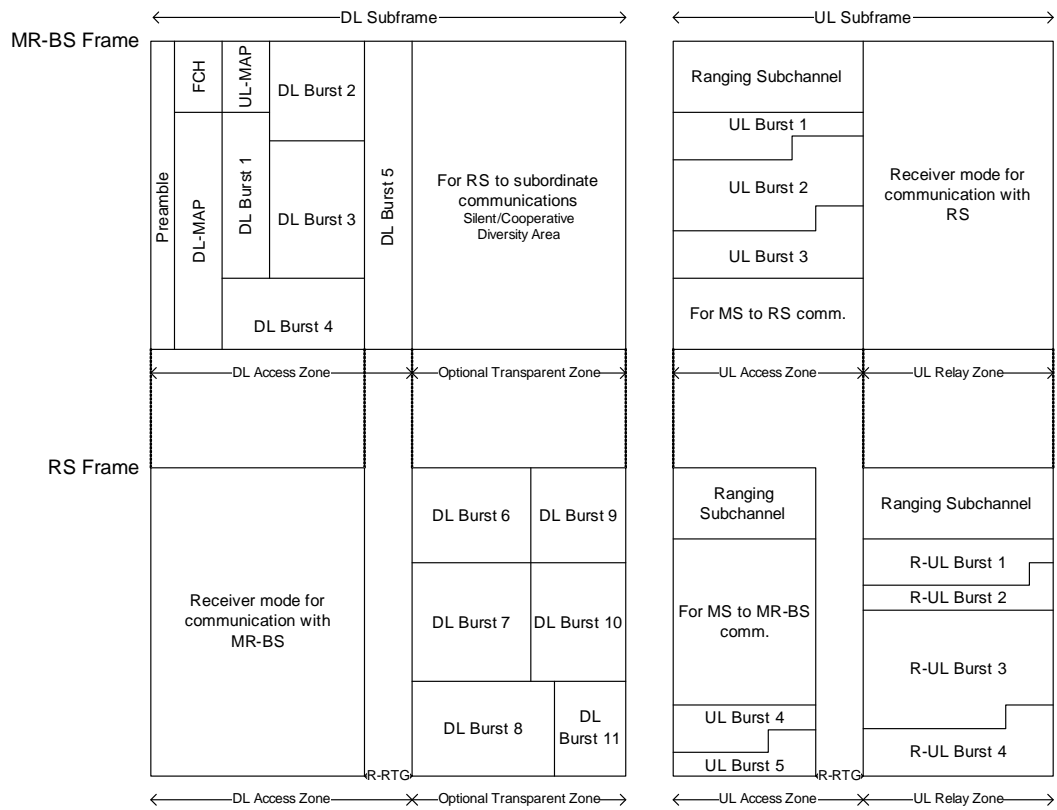 DL Subframe
UL Subframe
MR-BS Frame
Preamble
FCH
DL-MAP
UL-MAP
DL Burst 1
DL Burst 2
DL Burst 3
DL Burst 4
DL Burst 5
For RS to subordinate
communications
Silent/Cooperative
Diversity Area
Ranging Subchannel
UL Burst 1
UL Burst 2
UL Burst 3
For MS to RS comm.
Receiver mode for
communication with
RS
DL Access Zone
Optional Transparent Zone
UL Access Zone
UL Relay Zone
RS Frame
Receiver mode for
communication with
MR-BS
R-RTG
DL Burst 6
DL Burst 9
DL Burst 7
DL Burst 10
DL Burst 8
DL
Burst 11
Ranging
Subchannel
For MS to MR-BS
comm.
UL Burst 4
UL Burst 5
R-RTG
Ranging Subchannel
R-UL Burst 1
R-UL Burst 2
R-UL Burst 3
R-UL Burst 4
DL Access Zone
Optional Transparent Zone
UL Access Zone
UL Relay Zone